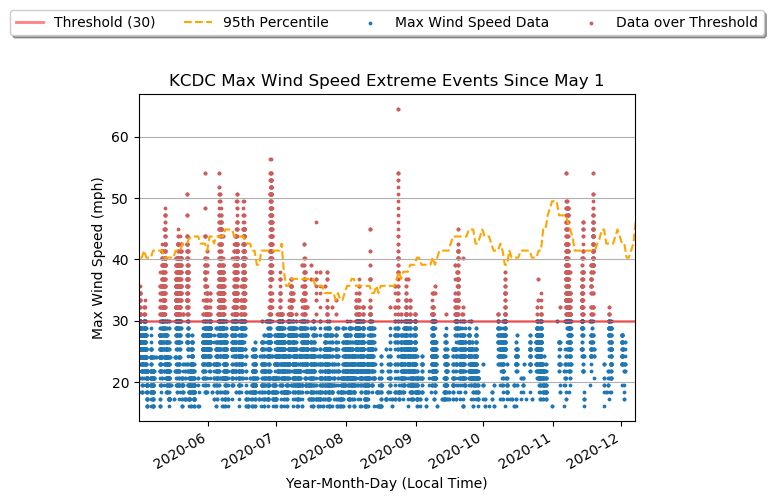 Threshold (30) 95th Percentile Max Wind Speed Data Data over Threshold
KCDC Max Wind Speed Extreme Events Since May 1
60
50
40
30
20
Max Wind Speed (mph)
2020-06 2020-07 2020-08 2020-09 2020-10 2020-11 2020-12
Year-Month-Day (Local Time)